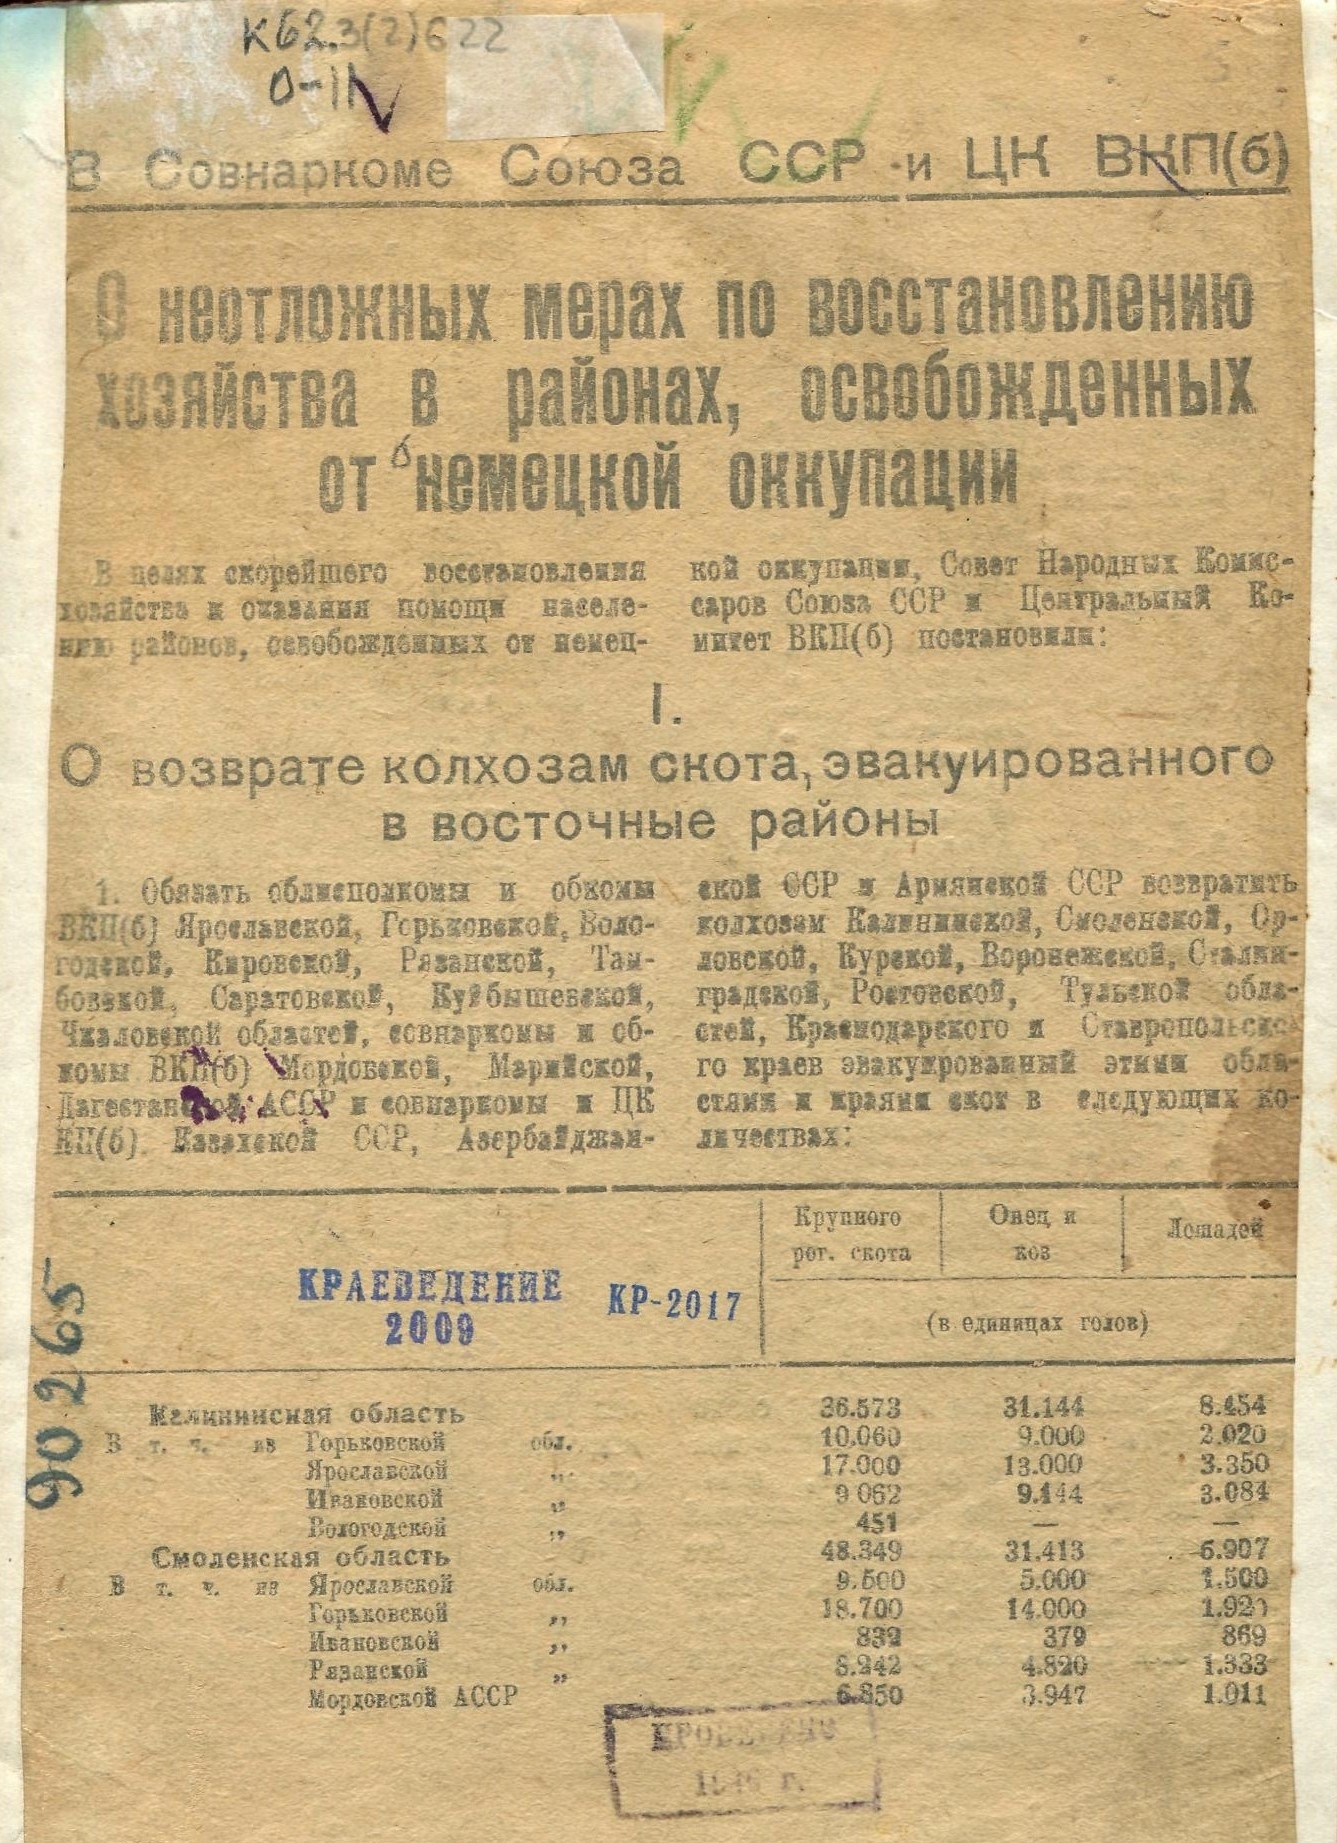 К62.3(2)622
О-11
В Совнаркоме Союза ССР и ЦК ВКП(б)
О неотложных мерах по восстановлению
хозяйства в районах, освобожденных
от немецкой оккупации
В целях скорейшего восстановления
хозяйства и оказания помощи населе-
нию районов, освобожденных от немец-
кой оккупации, Совет Народных Комис-
саров Союза ССР и Центральный Ко-
митет ВКП(б) постановили:
I.
О возврате колхозам скота, эвакуированного
в восточные районы
1. Обязать облисполкомы и обкомы
ВКП(б) Ярославской, Горьковской, Воло-
годской, Кировской, Рязанской, Там-
бовской, Саратовской, Куйбышевской,
Чкаловской областей, совнаркомы и об-
комы ВКП(б) Мордовской, Марийской,
Дагестанской АССР и совнаркомы и ЦК
КП(б) Казахской ССР, Азербайджан-
ской ССР и Армянской ССР возвратить
колхозам Калининской, Смоленской, Ор-
ловской, Курской, Воронежской, Сталин-
градской, Ростовской, Тульской обла-
стей, Краснодарского и Ставропольско-
го краев эвакуированный этими обла-
стями и краями скот в следующих ко-
личествах:
Крупного рог. скота
Овец и коз
Лошадей
(в единицах голов)
КРАЕВЕДЕНИЕ
2009
КР-2017
90265
Калининская область 36.573 31.144 8.454
В т. ч. из Горьковской обл. 10.060 9.000 2.020
Ярославской „ 17.000 13.000 3.350
Ивановской „ 9.062 9.144 3.084
Вологодской „ 451 — —
Смоленская область 48.349 31.413 6.907
В т. ч. из Ярославской обл. 9.500 5.000 1.500
Горьковской „ 18.700 14.000 1.920
Ивановской „ 832 379 869
Рязанской „ 8.242 4.820 1.333
Мордовской АССР 6.850 3.947 1.011
ПРОВЕРЕНО